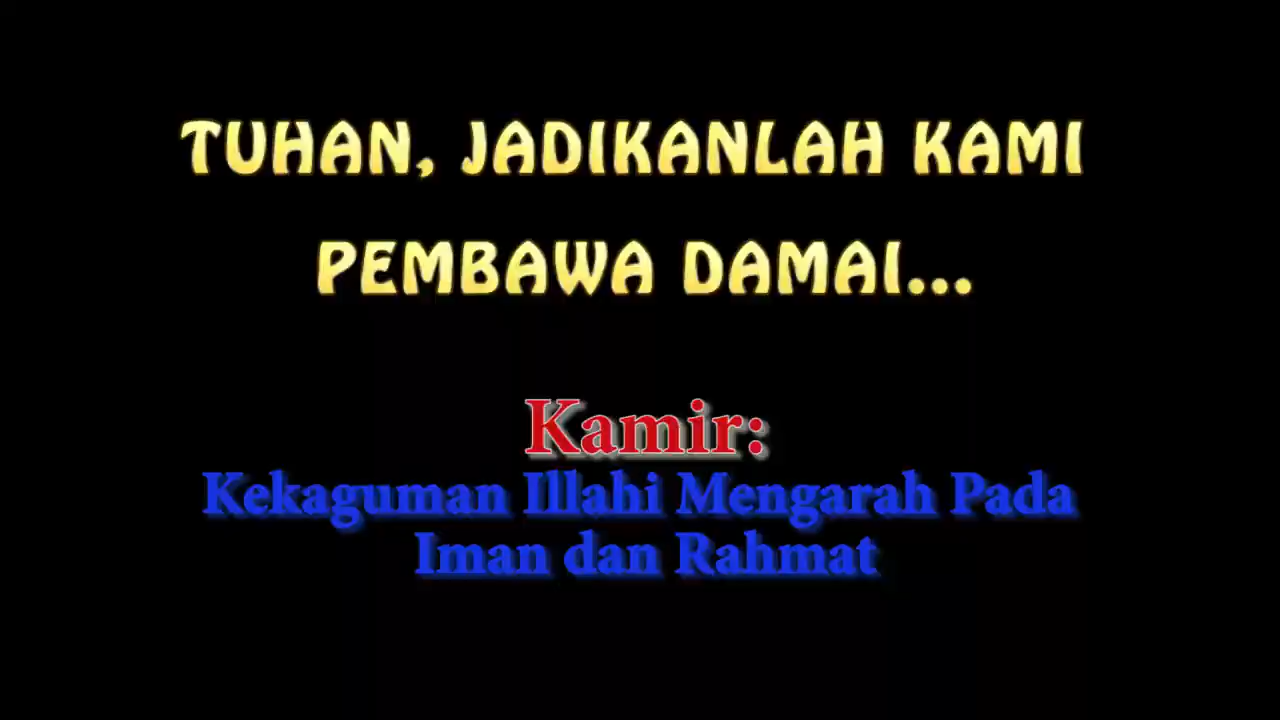 TUHAN, JADIKANLAH KAMI
PEMBAWA DAMAI...
Kamir:
Kekaguman Illahi Mengarah Pada
Iman dan Rahmat